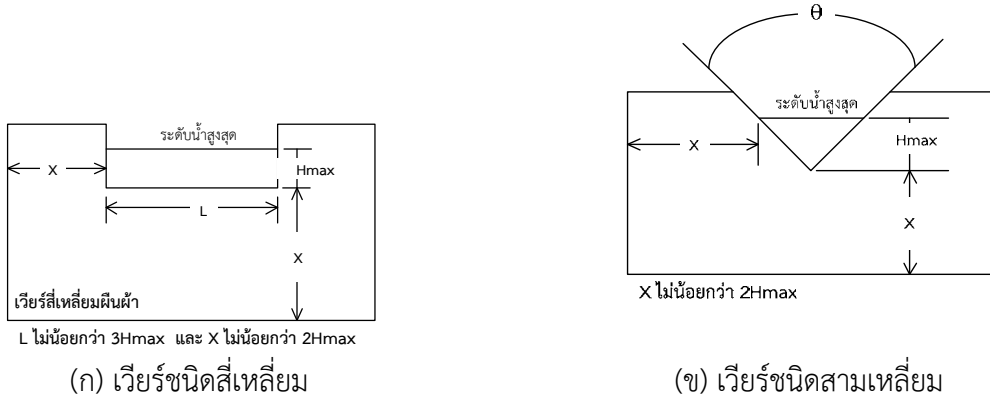 ระดับน้ำสูงสุด
X
Hmax
L
X
เวียร์สี่เหลี่ยมผืนผ้า
L ไม่น้อยกว่า 3Hmax และ X ไม่น้อยกว่า 2Hmax
(ก) เวียร์ชนิดสี่เหลี่ยม
θ
ระดับน้ำสูงสุด
X
Hmax
X
X ไม่น้อยกว่า 2Hmax
(ข) เวียร์ชนิดสามเหลี่ยม